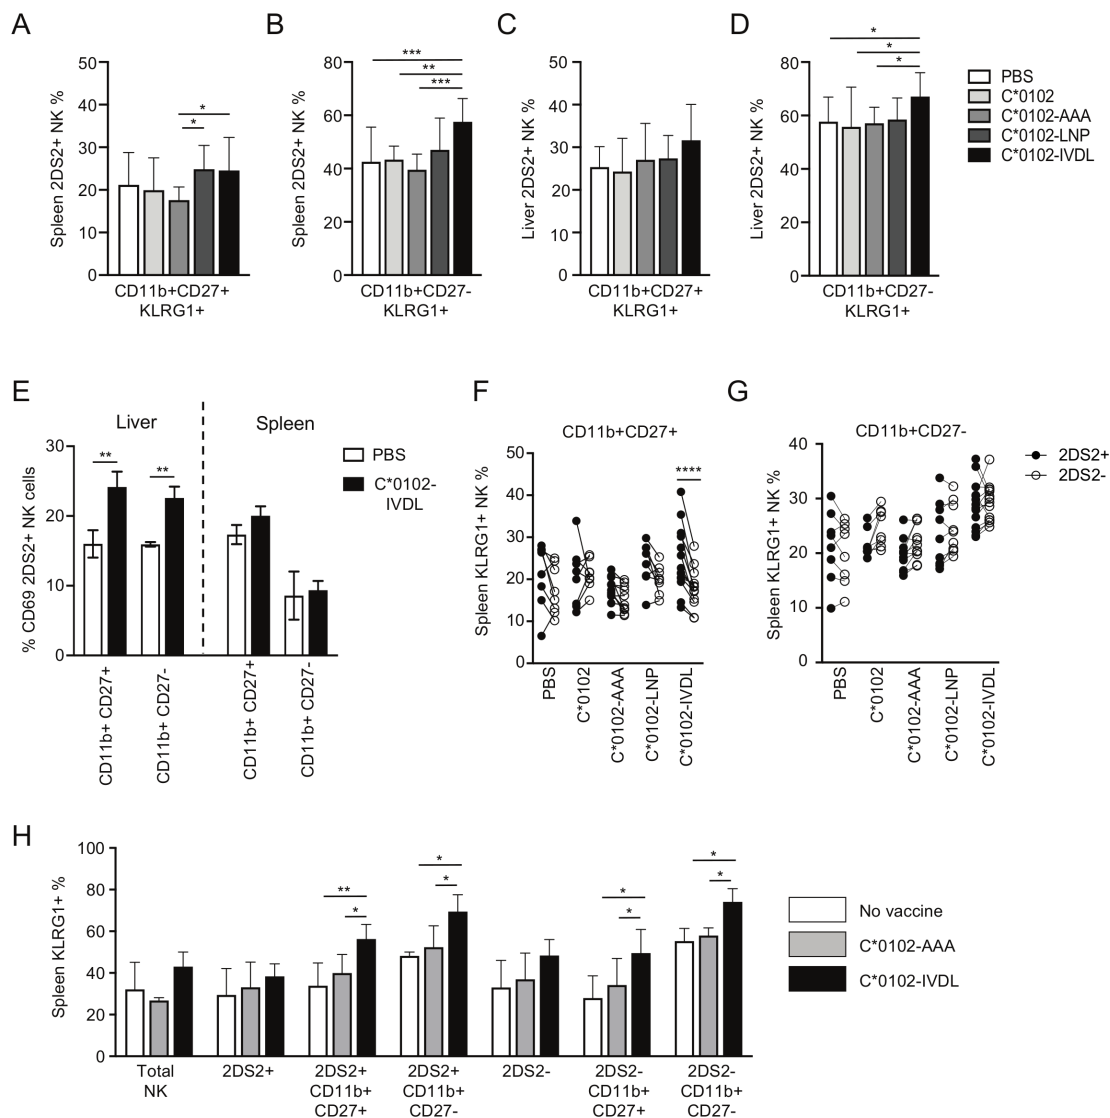 A
B
C
D
Spleen 2DS2+ NK %
50
40
30
20
10
0
*
*
CD11b+CD27+
KLRG1+
Spleen 2DS2+ NK %
80
60
40
20
0
***
**
***
CD11b+CD27-
KLRG1+
Liver 2DS2+ NK %
50
40
30
20
10
0
CD11b+CD27+
KLRG1+
Liver 2DS2+ NK %
80
60
40
20
0
*
*
*
CD11b+CD27-
KLRG1+
PBS
C*0102
C*0102-AAA
C*0102-LNP
C*0102-IVDL
E
Liver
Spleen
% CD69 2DS2+ NK cells
30
20
10
0
**
**
CD11b+ CD27+
CD11b+ CD27-
CD11b+ CD27+
CD11b+ CD27-
PBS
C*0102-
IVDL
F
CD11b+CD27+
Spleen KLRG1+ NK %
50
40
30
20
10
0
****
PBS
C*0102
C*0102-AAA
C*0102-LNP
C*0102-IVDL
G
CD11b+CD27-
Spleen KLRG1+ NK %
40
30
20
10
0
PBS
C*0102
C*0102-AAA
C*0102-LNP
C*0102-IVDL
2DS2+
2DS2-
H
Spleen KLRG1+ %
100
80
60
40
20
0
**
*
*
*
*
*
*
*
Total
NK
2DS2+
2DS2+
CD11b+
CD27+
2DS2+
CD11b+
CD27-
2DS2-
2DS2-
CD11b+
CD27+
2DS2-
CD11b+
CD27-
No vaccine
C*0102-AAA
C*0102-IVDL